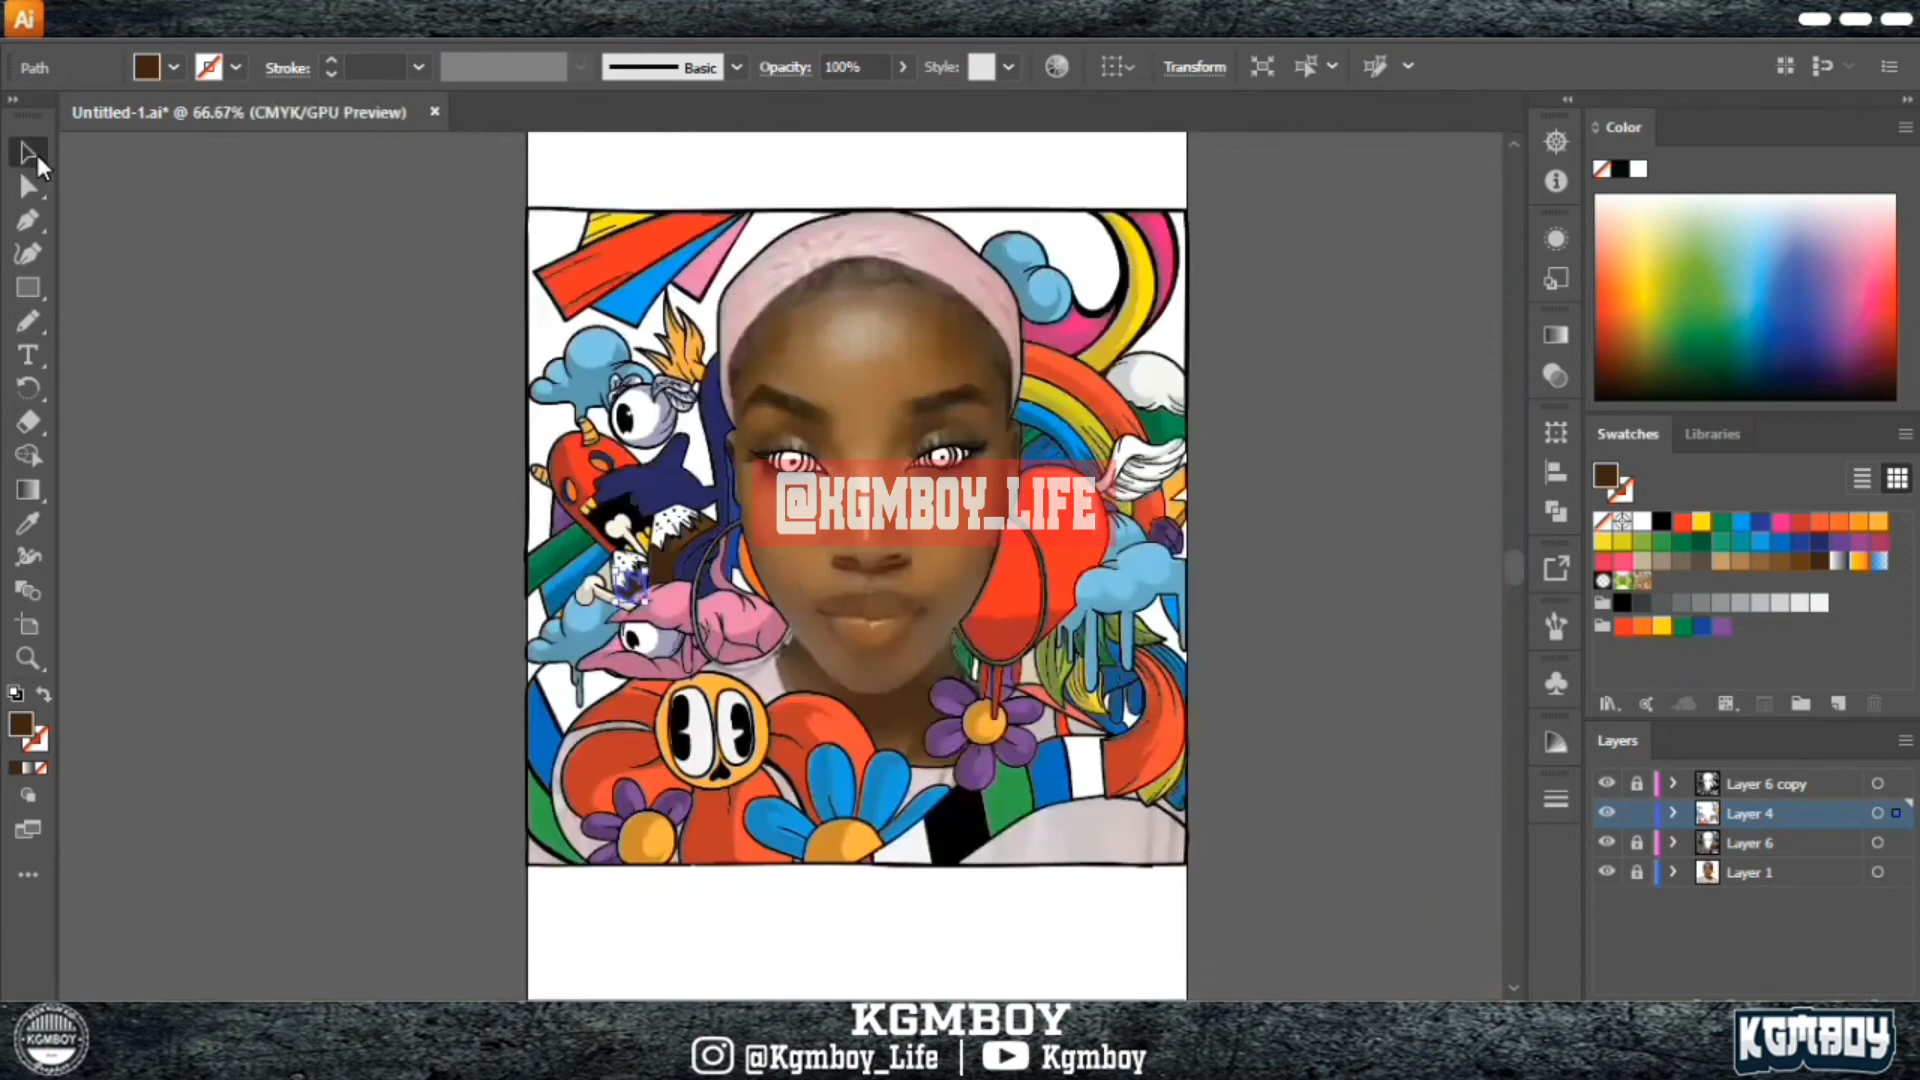 Ai
Path
Stroke:
Basic
Opacity:
100%
Style:
Transform
Untitled-1.ai* @ 66.67% (CMYK/GPU Preview)
Color
Swatches
Libraries
Layers
Layer 6 copy
Layer 4
Layer 6
Layer 1
@KGMBOY_LIFE
KGMBOY
KGMBOY
@Kgmboy_Life | Kgmboy
KGMBOY